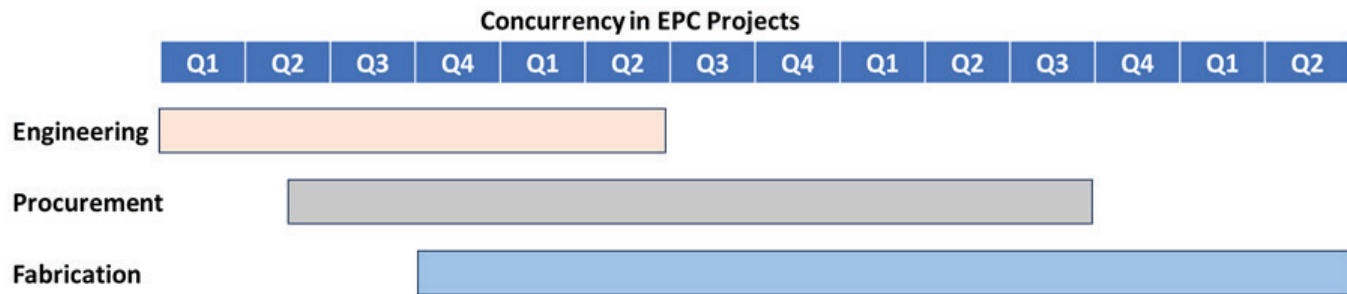 Concurrency in EPC Projects
Q1 Q2 Q3 Q4 Q1 Q2 Q3 Q4 Q1 Q2 Q3 Q4 Q1 Q2
Engineering
Procurement
Fabrication